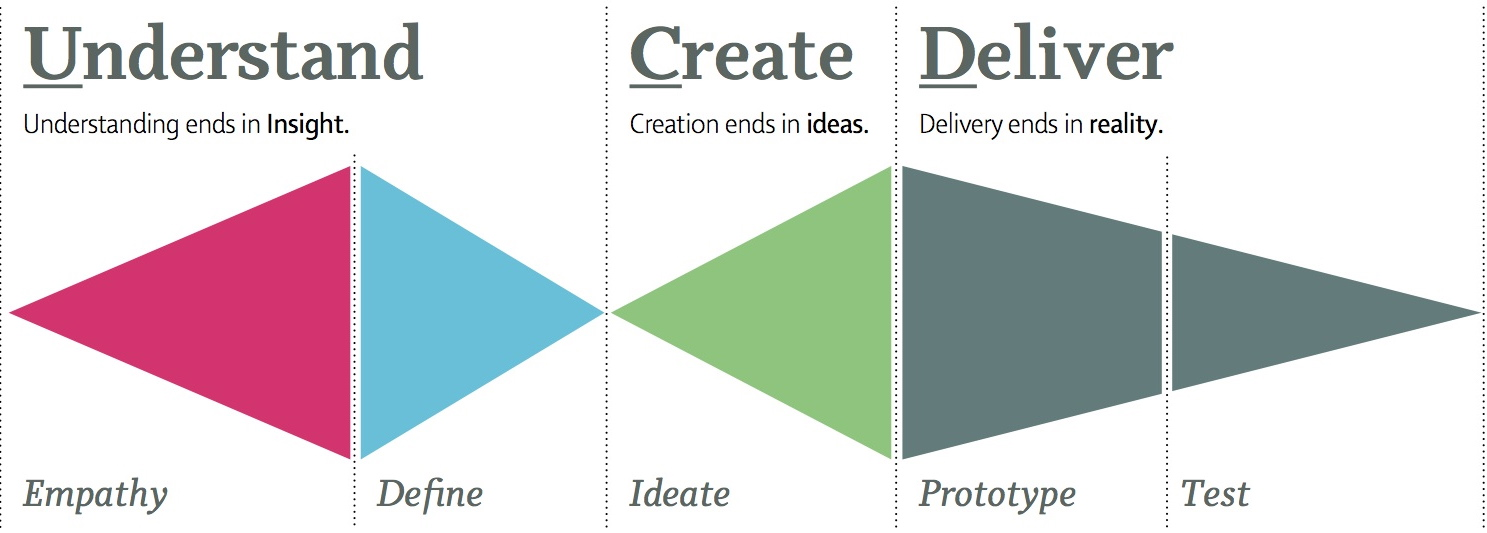 Understand
Understanding ends in Insight.
Create
Creation ends in ideas.
Deliver
Delivery ends in reality.
Empathy
Define
Ideate
Prototype
Test